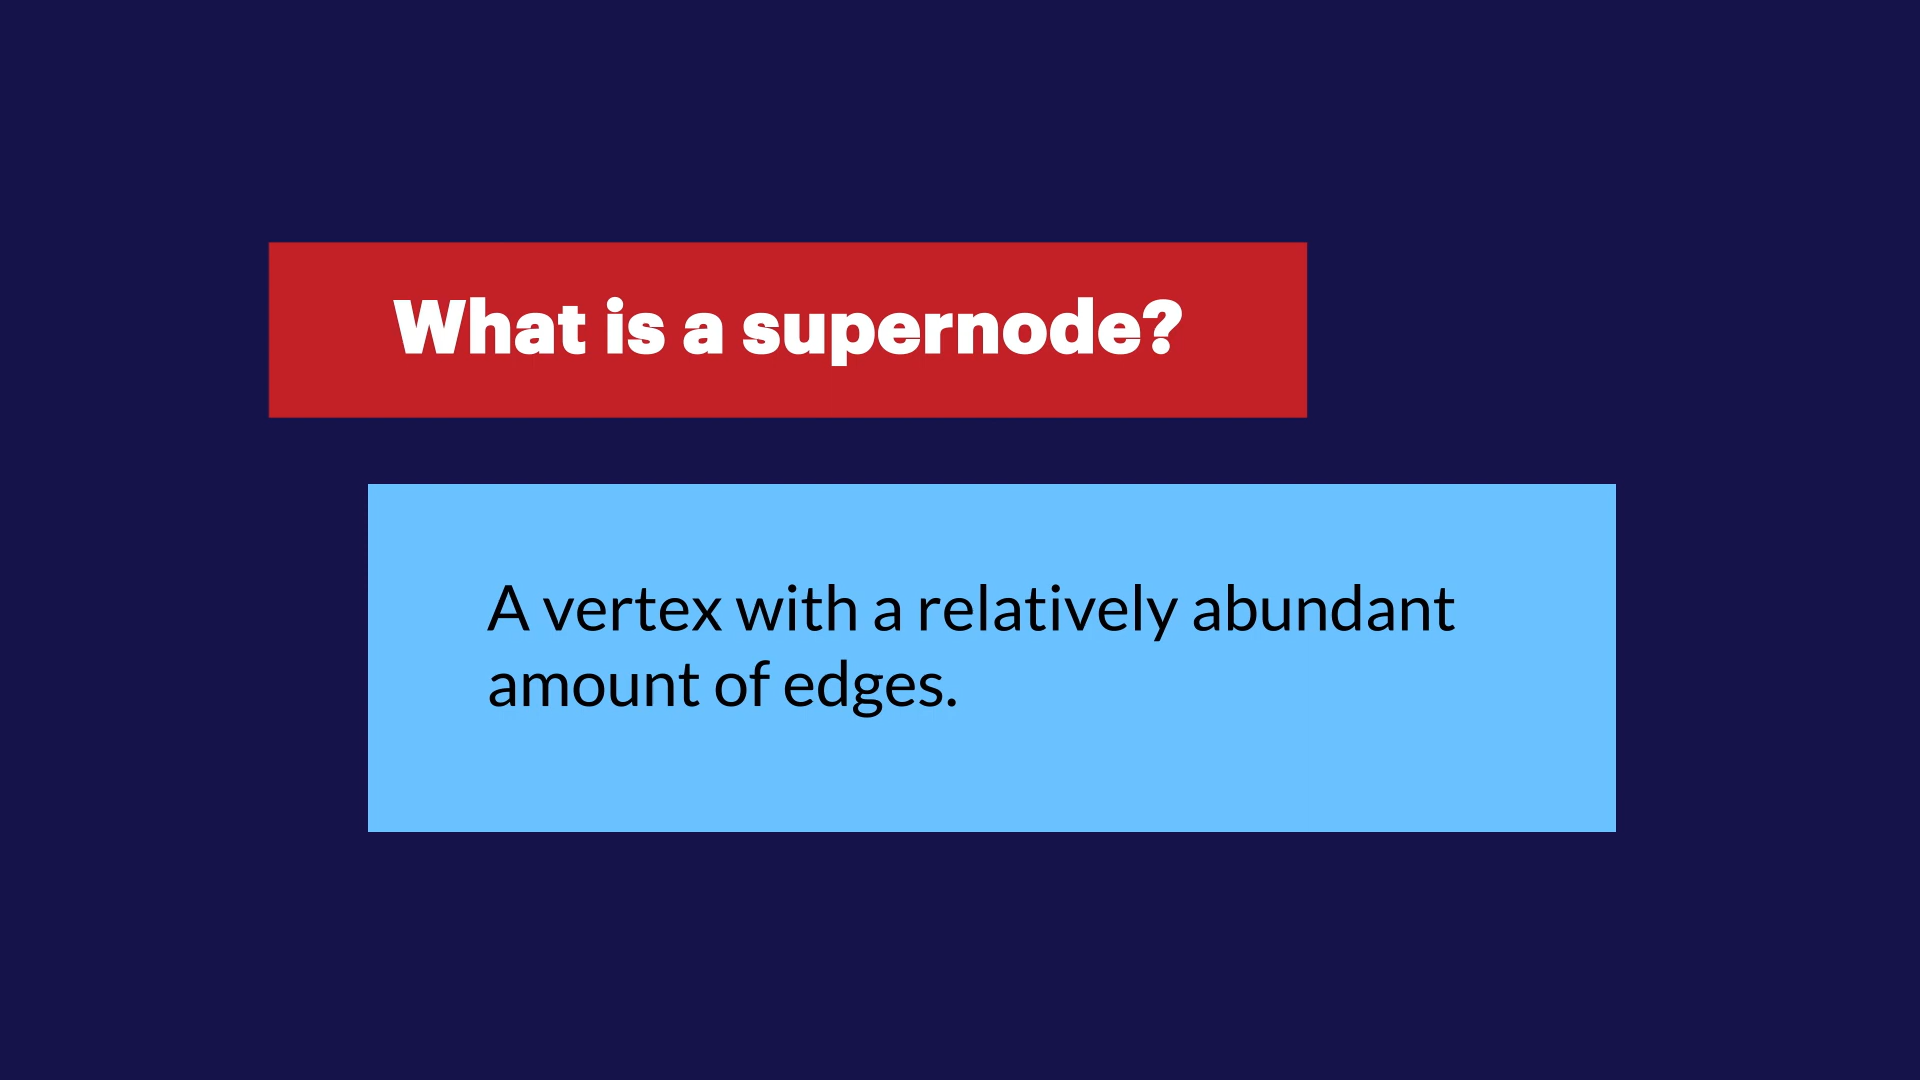 What is a supernode?
A vertex with a relatively abundant
amount of edges.